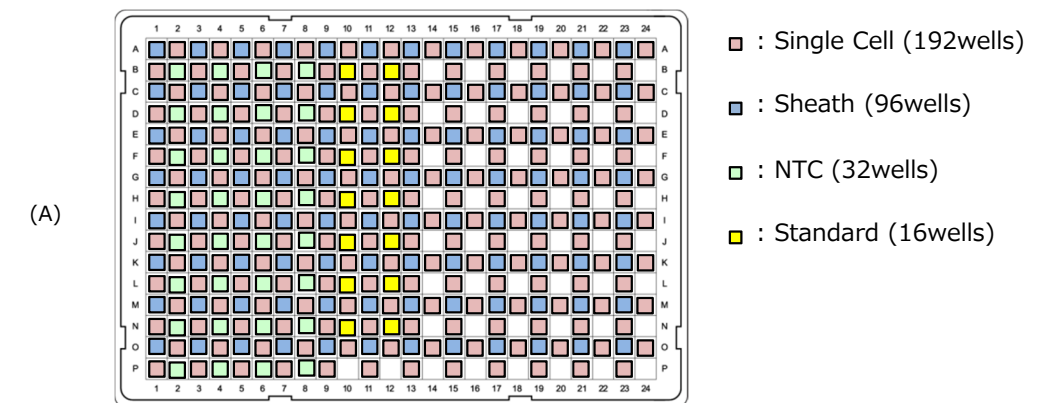 1 2 3 4 5 6 7 8 9 10 11 12 13 14 15 16 17 18 19 20 21 22 23 24
A A
B B
C C
D D
E E
F F
G G
H H
I I
J J
K K
L L
M M
N N
O O
P P
1 2 3 4 5 6 7 8 9 10 11 12 13 14 15 16 17 18 19 20 21 22 23 24
(A)
: Single Cell (192wells)
: Sheath (96wells)
: NTC (32wells)
: Standard (16wells)